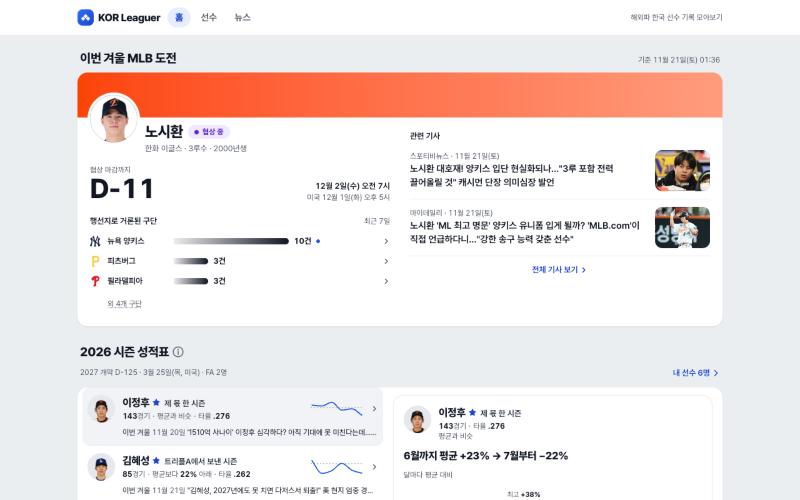 KOR Leaguer 홈 선수 뉴스
해외파 한국 선수 기록 모아보기
이번 겨울 MLB 도전
기준 11월 21일(토) 01:36
노시환 협상 중
한화 이글스 · 3루수 · 2000년생
협상 마감까지
D-11
12월 2일(수) 오전 7시
미국 12월 1일(화) 오후 5시
행선지로 거론된 구단
최근 7일
뉴욕 양키스 10건
피츠버그 3건
필라델피아 3건
외 4개 구단
관련 기사
스포티비뉴스 · 11월 21일(토)
노시환 대호재! 양키스 입단 현실화되나..."3루 포함 전력
끌어올릴 것" 캐시먼 단장 의미심장 발언
마이데일리 · 11월 21일(토)
노시환 'ML 최고 명문' 양키스 유니폼 입게 될까? 'MLB.com'이
직접 언급하다니..."강한 송구 능력 갖춘 선수"
전체 기사 보기
2026 시즌 성적표
2027 개막 D-125 · 3월 25일(목, 미국) · FA 2명
내 선수 6명
이정후 제 몫 한 시즌
143경기 · 평균과 비슷 · 타율 .276
이번 겨울 11월 20일 "1510억 사나이' 이정후 심각하다? 아직 기대에 못 미친다는데......
김혜성 트리플A에서 보낸 시즌
85경기 · 평균보다 22% 아래 · 타율 .262
이번 겨울 11월 21일 "김혜성, 2027년에도 못 치면 다저스서 퇴출!" 美 현지 엄중 경...
이정후 제 몫 한 시즌
143경기 · 타율 .276
평균과 비슷
6월까지 평균 +23% → 7월부터 −22%
달마다 평균 대비
최고 +38%